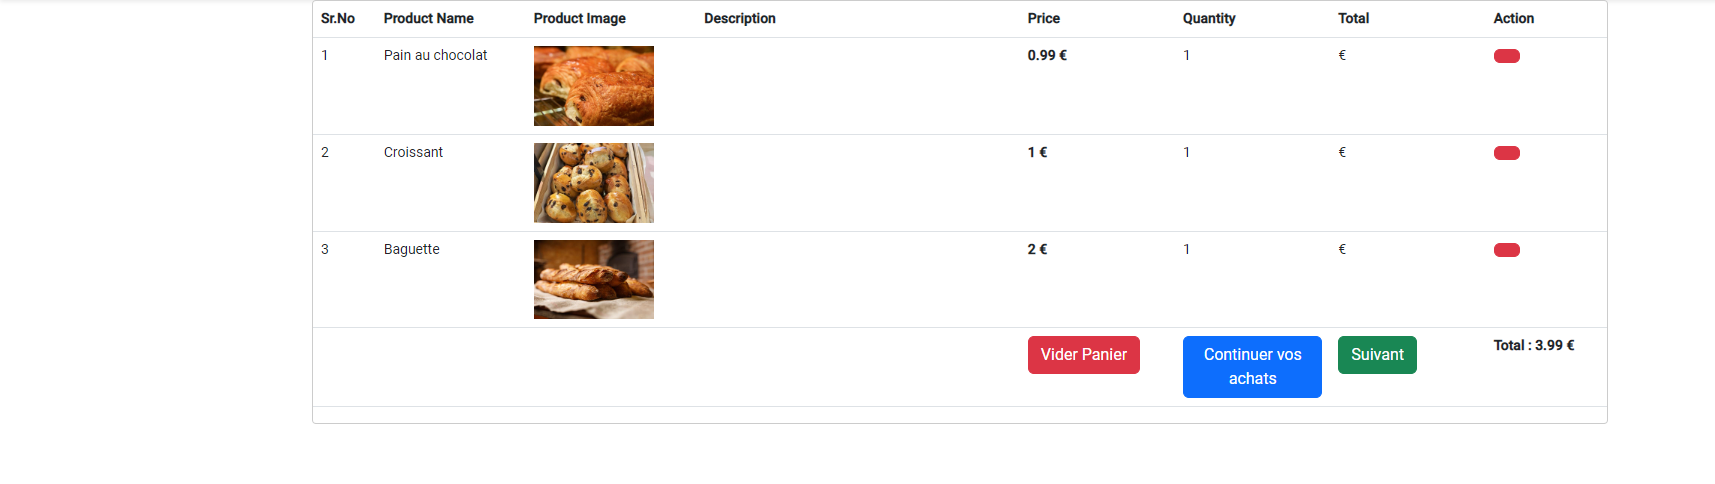 Sr.No Product Name Product Image Description Price Quantity Total Action
1 Pain au chocolat 0.99 € 1 €
2 Croissant 1 € 1 €
3 Baguette 2 € 1 €
Vider Panier Continuer vos achats Suivant Total : 3.99 €